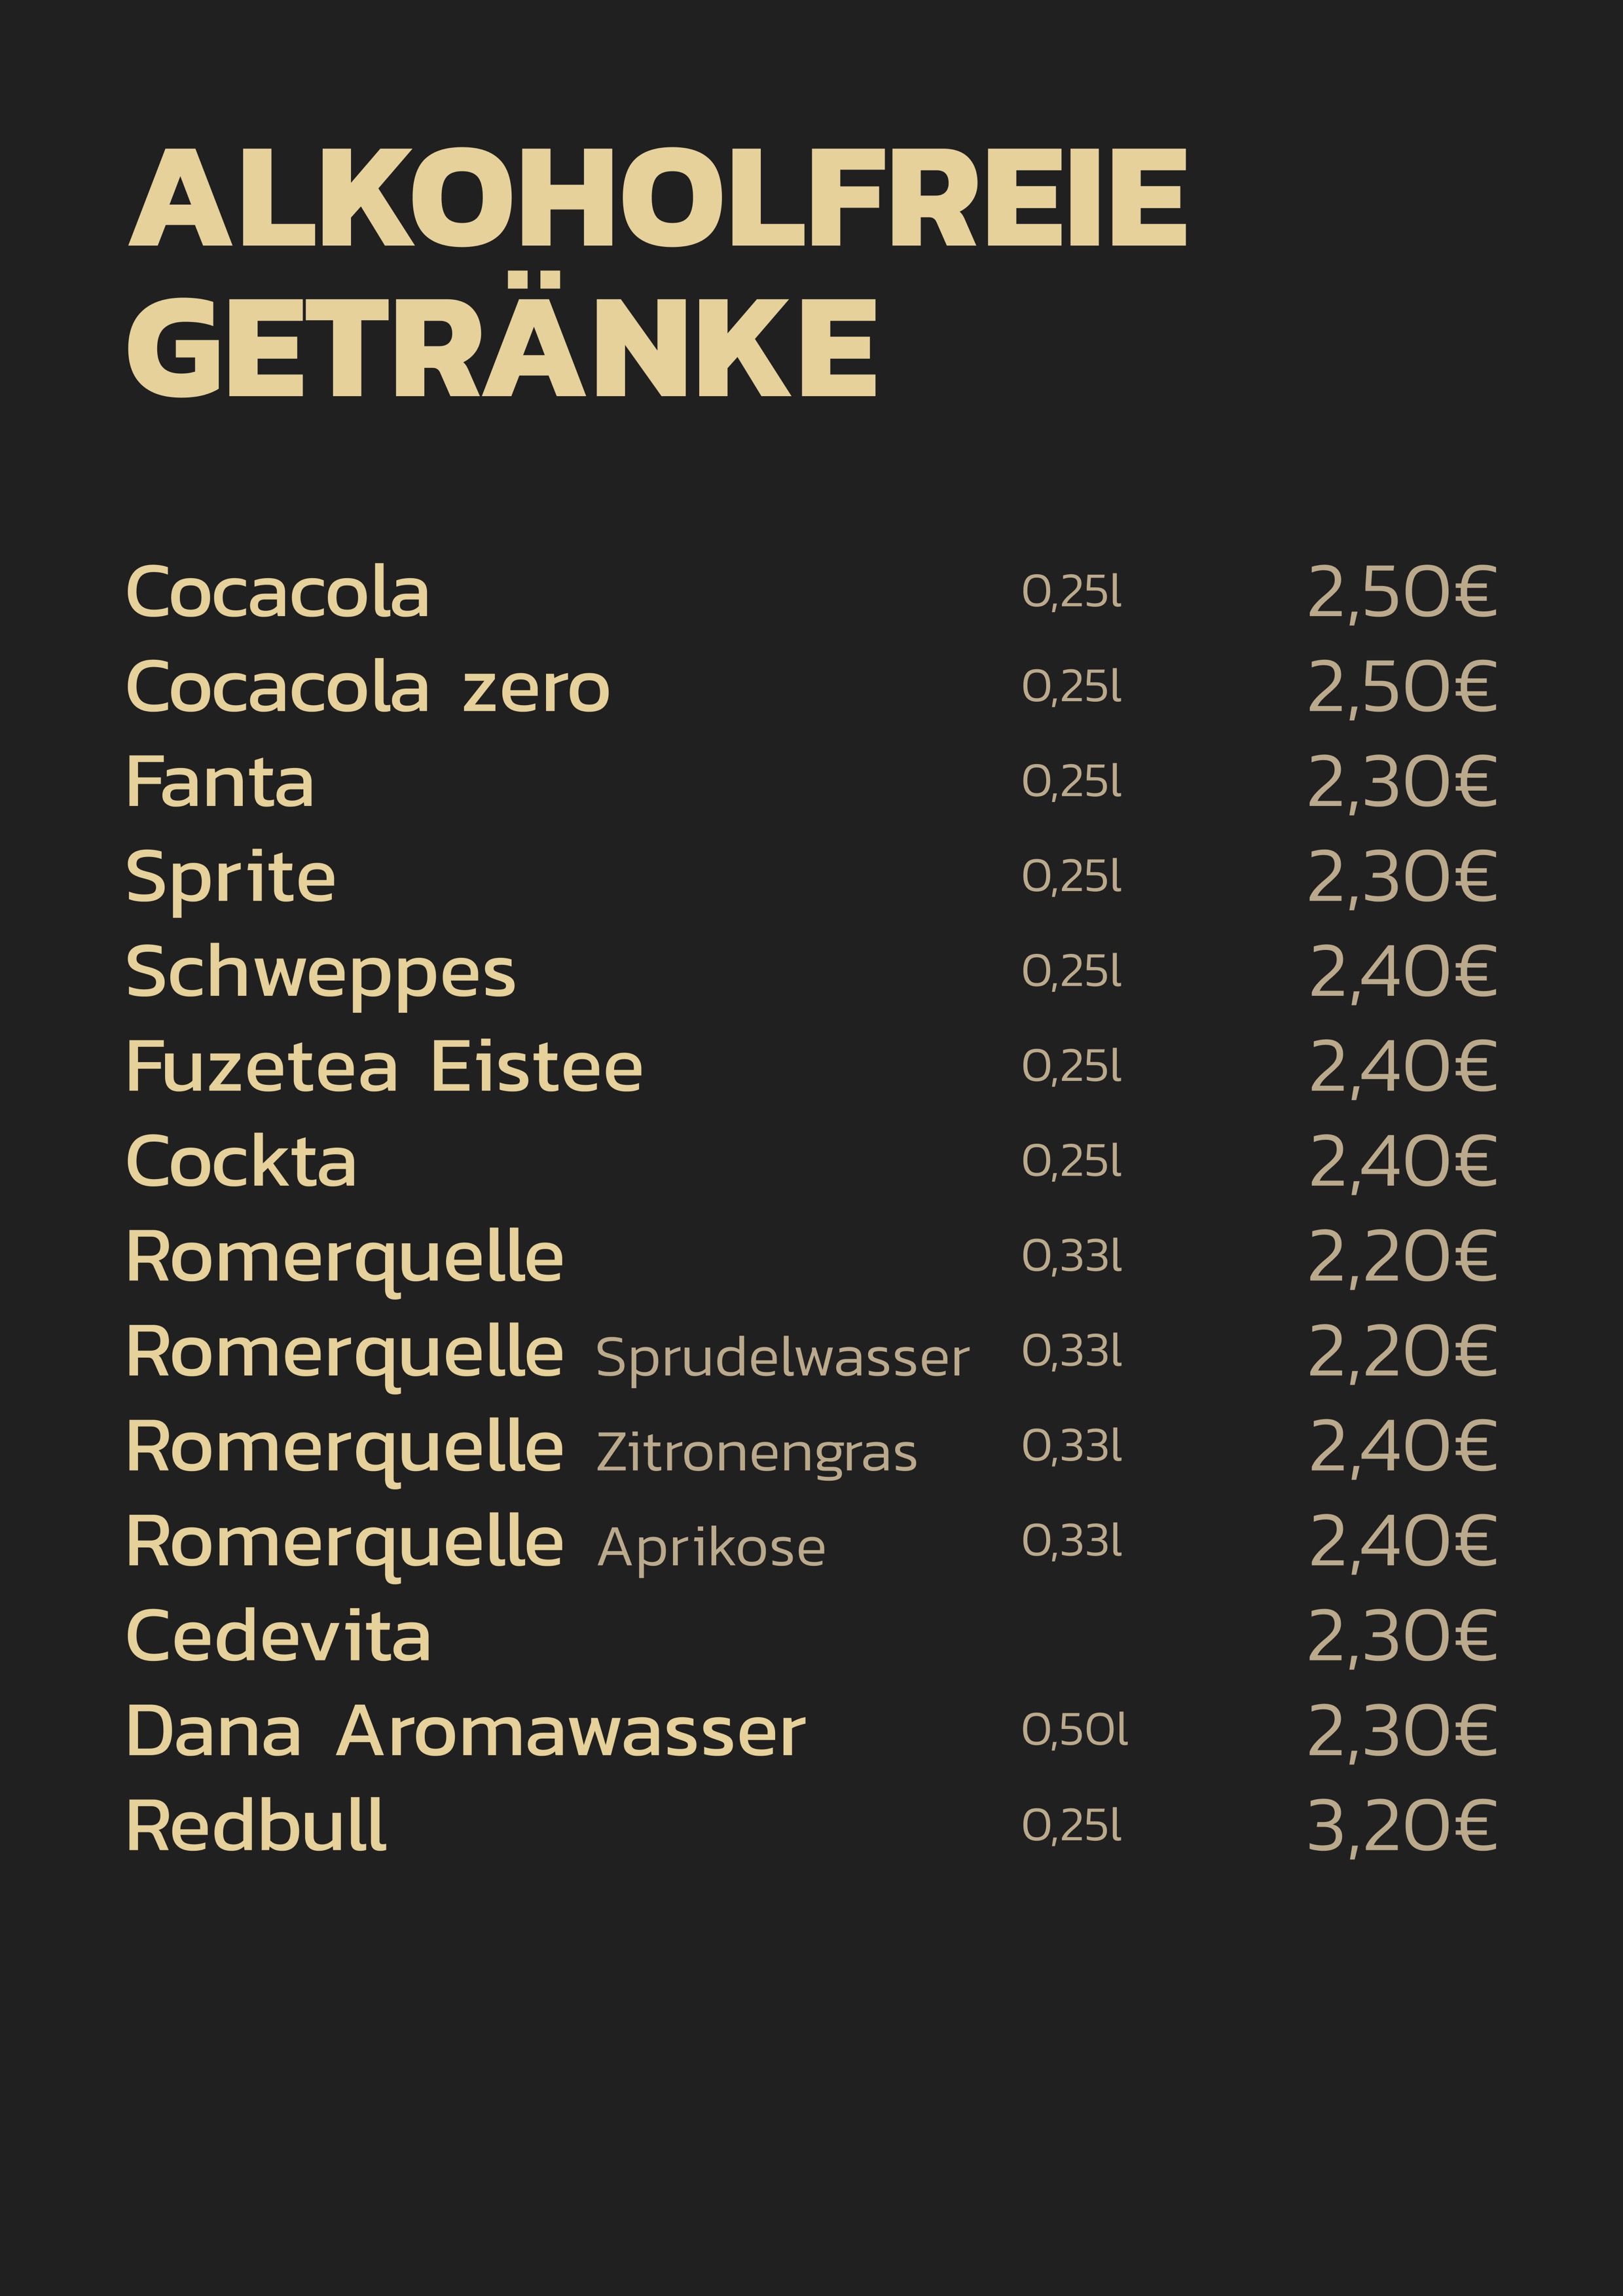 ALKOHOLFREIE
GETRÄNKE
Cocacola 0,25l 2,50€
Cocacola zero 0,25l 2,50€
Fanta 0,25l 2,30€
Sprite 0,25l 2,30€
Schweppes 0,25l 2,40€
Fuzetea Eistee 0,25l 2,40€
Cockta 0,25l 2,40€
Romerquelle 0,33l 2,20€
Romerquelle Sprudelwasser 0,33l 2,20€
Romerquelle Zitronengras 0,33l 2,40€
Romerquelle Aprikose 0,33l 2,40€
Cedevita 2,30€
Dana Aromawasser 0,50l 2,30€
Redbull 0,25l 3,20€